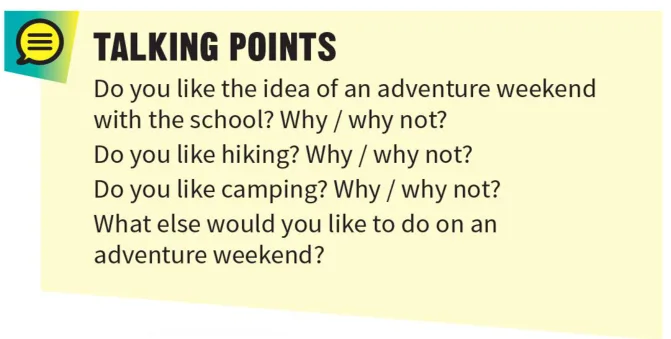 TALKING POINTS
Do you like the idea of an adventure weekend
with the school? Why / why not?
Do you like hiking? Why / why not?
Do you like camping? Why / why not?
What else would you like to do on an
adventure weekend?